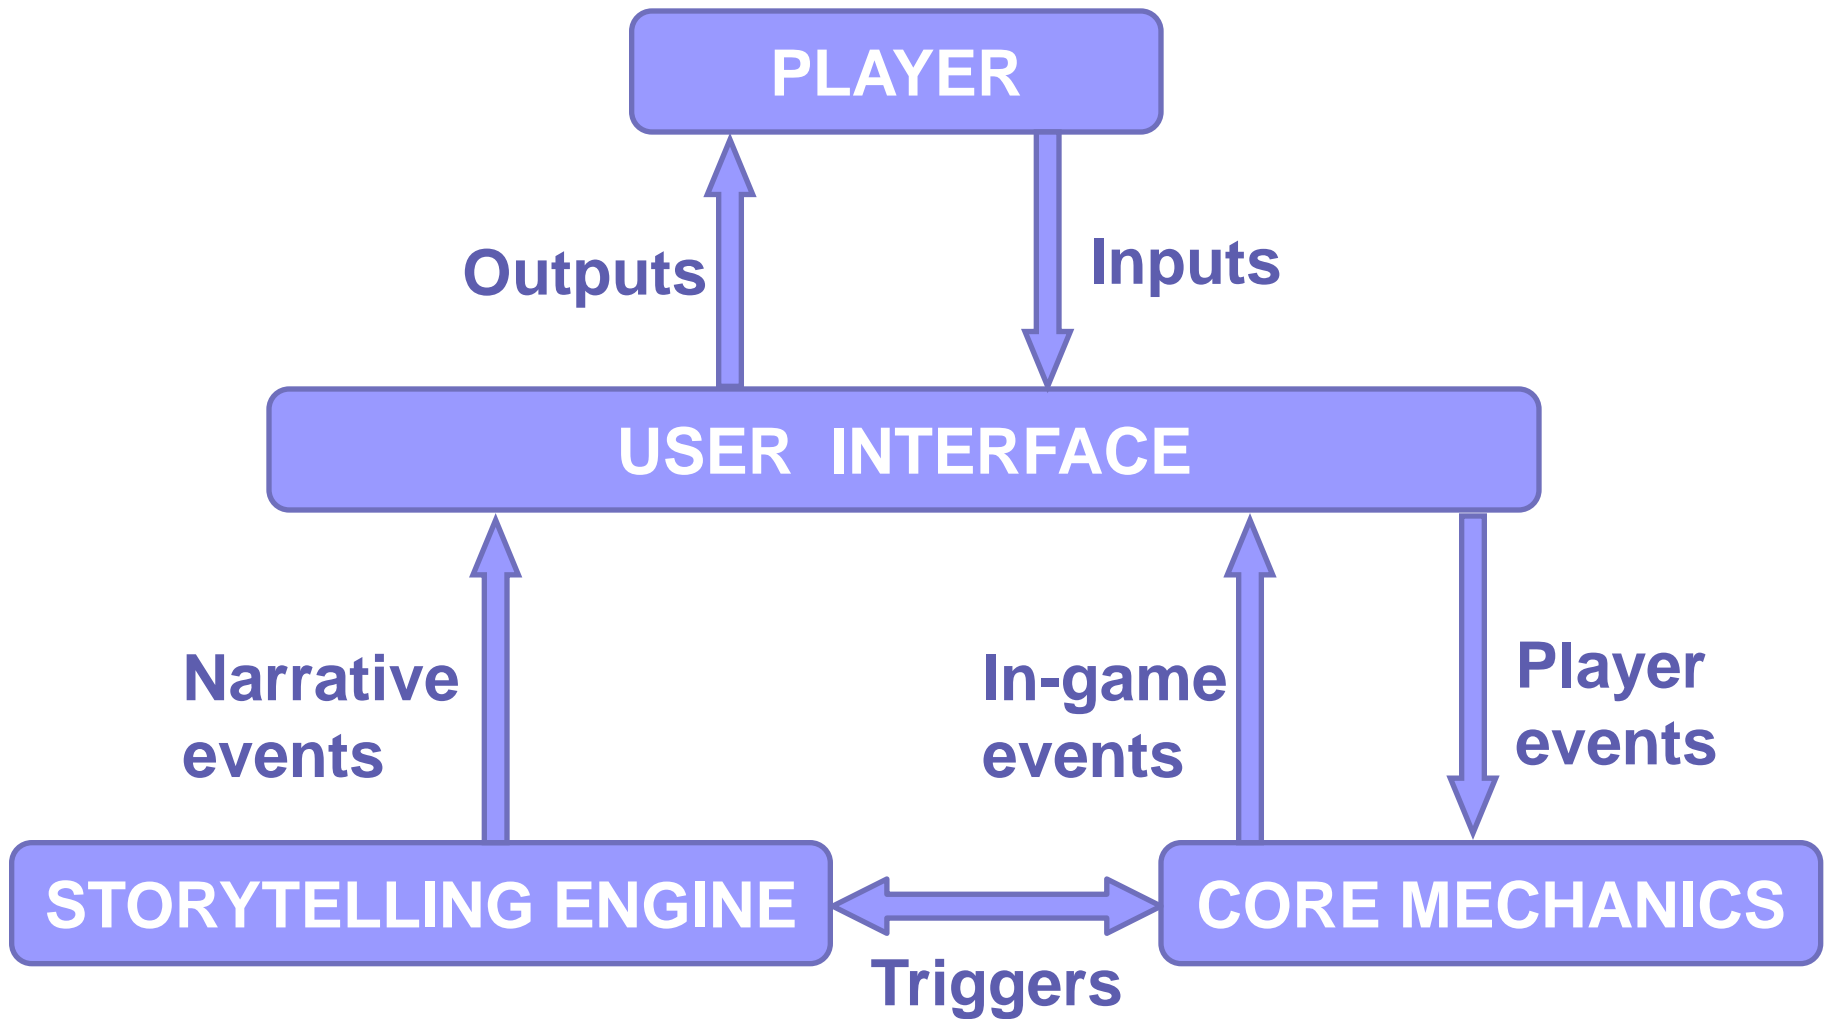 PLAYER
Outputs
Inputs
USER INTERFACE
Narrative
events
In-game
events
Player
events
STORYTELLING ENGINE
CORE MECHANICS
Triggers